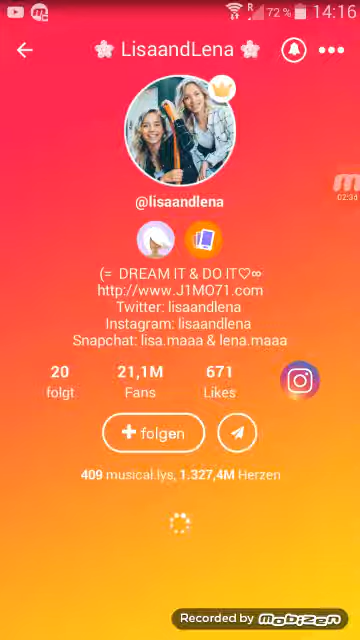 R 72% 14:16
LisaandLena
@lisaandlena
02:36
(= DREAM IT & DO IT♡∞
http://www.J1MO71.com
Twitter: lisaandlena
Instagram: lisaandlena
Snapchat: lisa.maaa & lena.maaa
20 21,1M 671
folgt Fans Likes
+ folgen
409 musical.lys, 1.327,4M Herzen
Recorded by mobizen